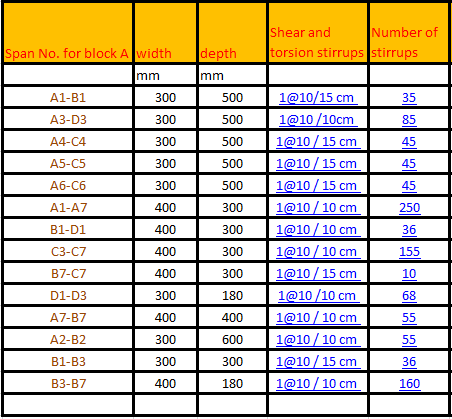 Span No. for block A width depth Shear and torsion stirrups Number of stirrups
mm mm
A1-B1 300 500 1@10/15 cm 35
A3-D3 300 500 1@10 /10cm 85
A4-C4 300 500 1@10 / 15 cm 45
A5-C5 300 500 1@10 / 15 cm 45
A6-C6 300 500 1@10 / 15 cm 45
A1-A7 400 300 1@10 / 10 cm 250
B1-D1 400 300 1@10 / 10 cm 36
C3-C7 400 300 1@10 / 10 cm 155
B7-C7 400 300 1@10 / 15 cm 10
D1-D3 300 180 1@10 /10 cm 68
A7-B7 400 400 1@10 / 10 cm 55
A2-B2 300 600 1@10 / 10 cm 55
B1-B3 300 300 1@10 / 15 cm 36
B3-B7 400 180 1@10 / 10 cm 160